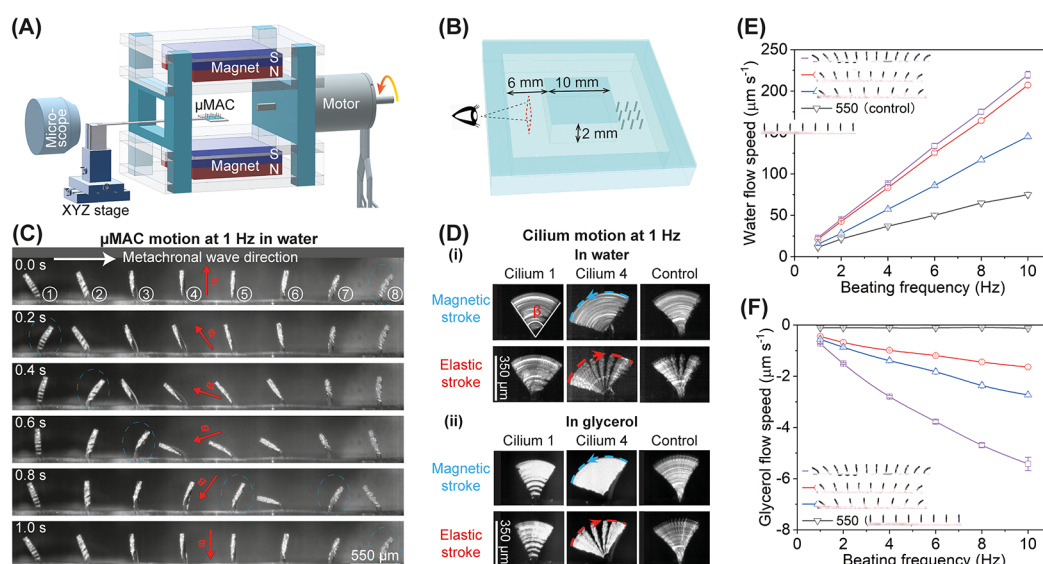 (A)
S
Magnet
N
μMAC
Motor
Micro-
scope
S
Magnet
N
XYZ stage
(B)
6 mm
10 mm
2 mm
(C)
μMAC motion at 1 Hz in water
Metachronal wave direction
0.0 s
1
2
3
4
B
5
6
7
8
0.2 s
B
0.4 s
B
0.6 s
B
0.8 s
B
1.0 s
B
550 μm
(D)
Cilium motion at 1 Hz
(i)
In water
Cilium 1
Cilium 4
Control
Magnetic
stroke
β
Elastic
stroke
350 μm
(ii)
In glycerol
Cilium 1
Cilium 4
Control
Magnetic
stroke
Elastic
stroke
350 μm
(E)
Water flow speed (μm s⁻¹)
250
200
150
100
50
0
550 (control)
0 2 4 6 8 10
Beating frequency (Hz)
(F)
Glycerol flow speed (μm s⁻¹)
0
-2
-4
-6
-8
550 (
0 2 4 6 8 10
Beating frequency (Hz)